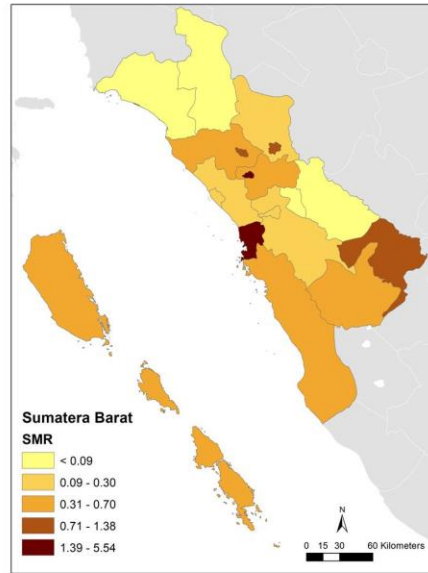 Sumatera Barat
SMR
< 0.09
0.09 - 0.30
0.31 - 0.70
0.71 - 1.38
1.39 - 5.54
N
0 15 30 60 Kilometers